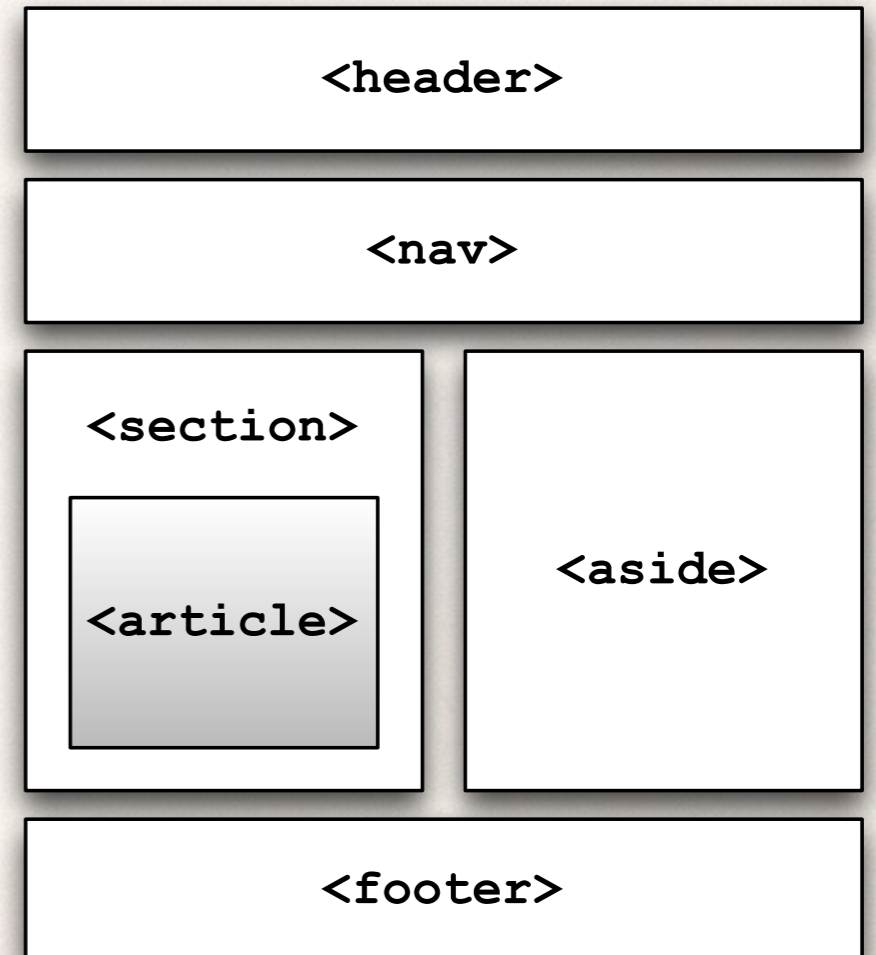 <header>
<nav>
<section>
<article>
<aside>
<footer>